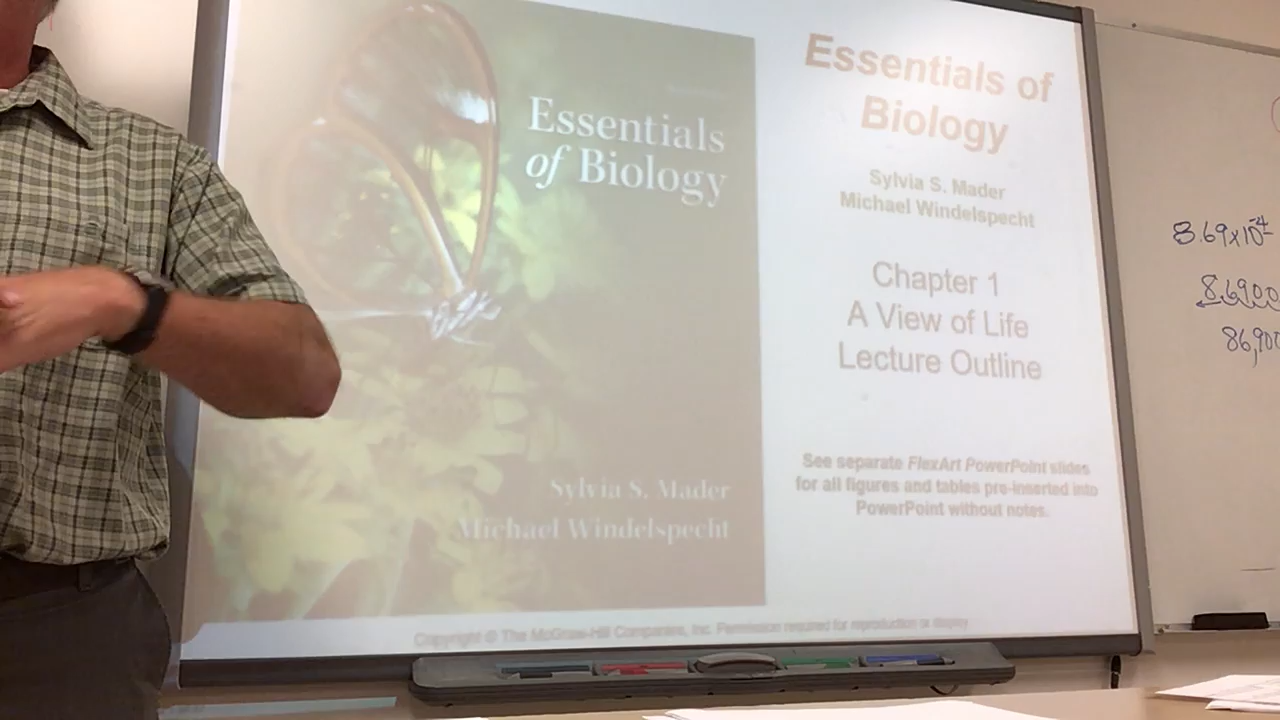 Essentials
of Biology
Sylvia S. Mader
Michael Windelspecht
Essentials of
Biology
Sylvia S. Mader
Michael Windelspecht
Chapter 1
A View of Life
Lecture Outline
See separate FlexArt PowerPoint slides
for all figures and tables pre-inserted into
PowerPoint without notes.
Copyright © The McGraw-Hill Companies, Inc. Permission required for reproduction or display.
8.69x10⁻⁴
86,900